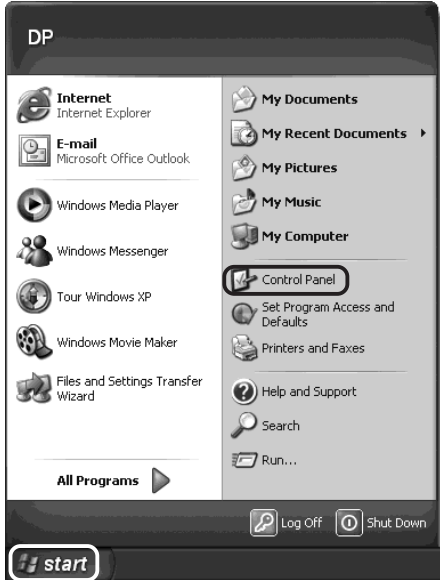 DP
Internet
Internet Explorer
E-mail
Microsoft Office Outlook
Windows Media Player
Windows Messenger
Tour Windows XP
Windows Movie Maker
Files and Settings Transfer
Wizard
All Programs
My Documents
My Recent Documents
My Pictures
My Music
My Computer
Control Panel
Set Program Access and
Defaults
Printers and Faxes
Help and Support
Search
Run...
Log Off
Shut Down
start